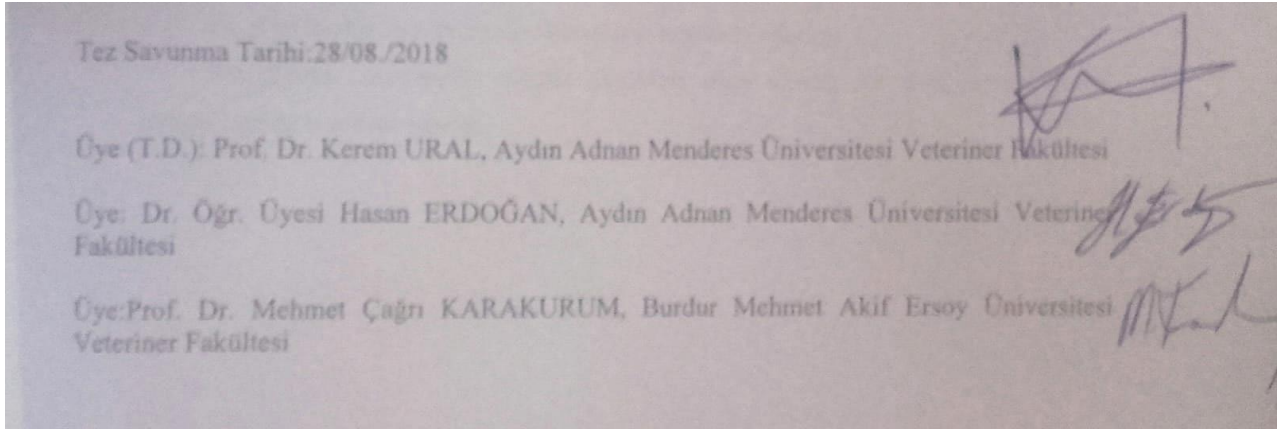 Tez Savunma Tarihi:28/08./2018
Üye (T.D.): Prof. Dr. Kerem URAL, Aydın Adnan Menderes Üniversitesi Veteriner Fakültesi
Üye: Dr. Öğr. Üyesi Hasan ERDOĞAN, Aydın Adnan Menderes Üniversitesi Veteriner
Fakültesi
Üye:Prof. Dr. Mehmet Çağrı KARAKURUM, Burdur Mehmet Akif Ersoy Üniversitesi
Veteriner Fakültesi